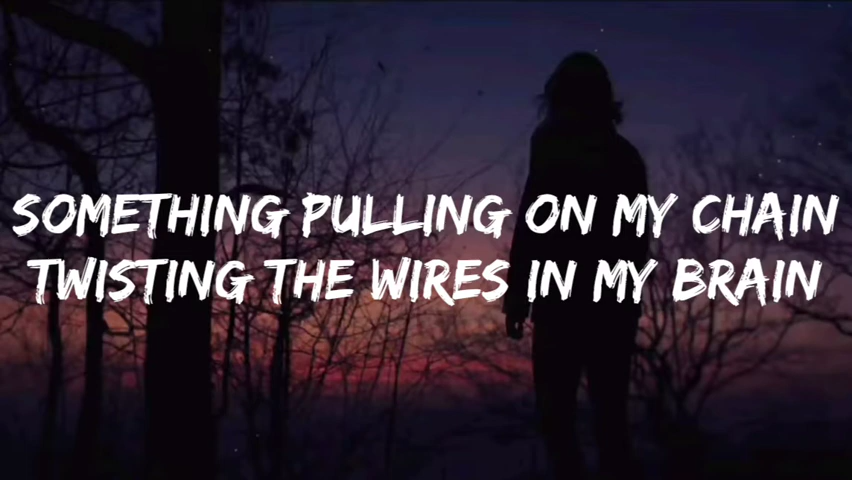 SOMETHING PULLING ON MY CHAIN
TWISTING THE WIRES IN MY BRAIN